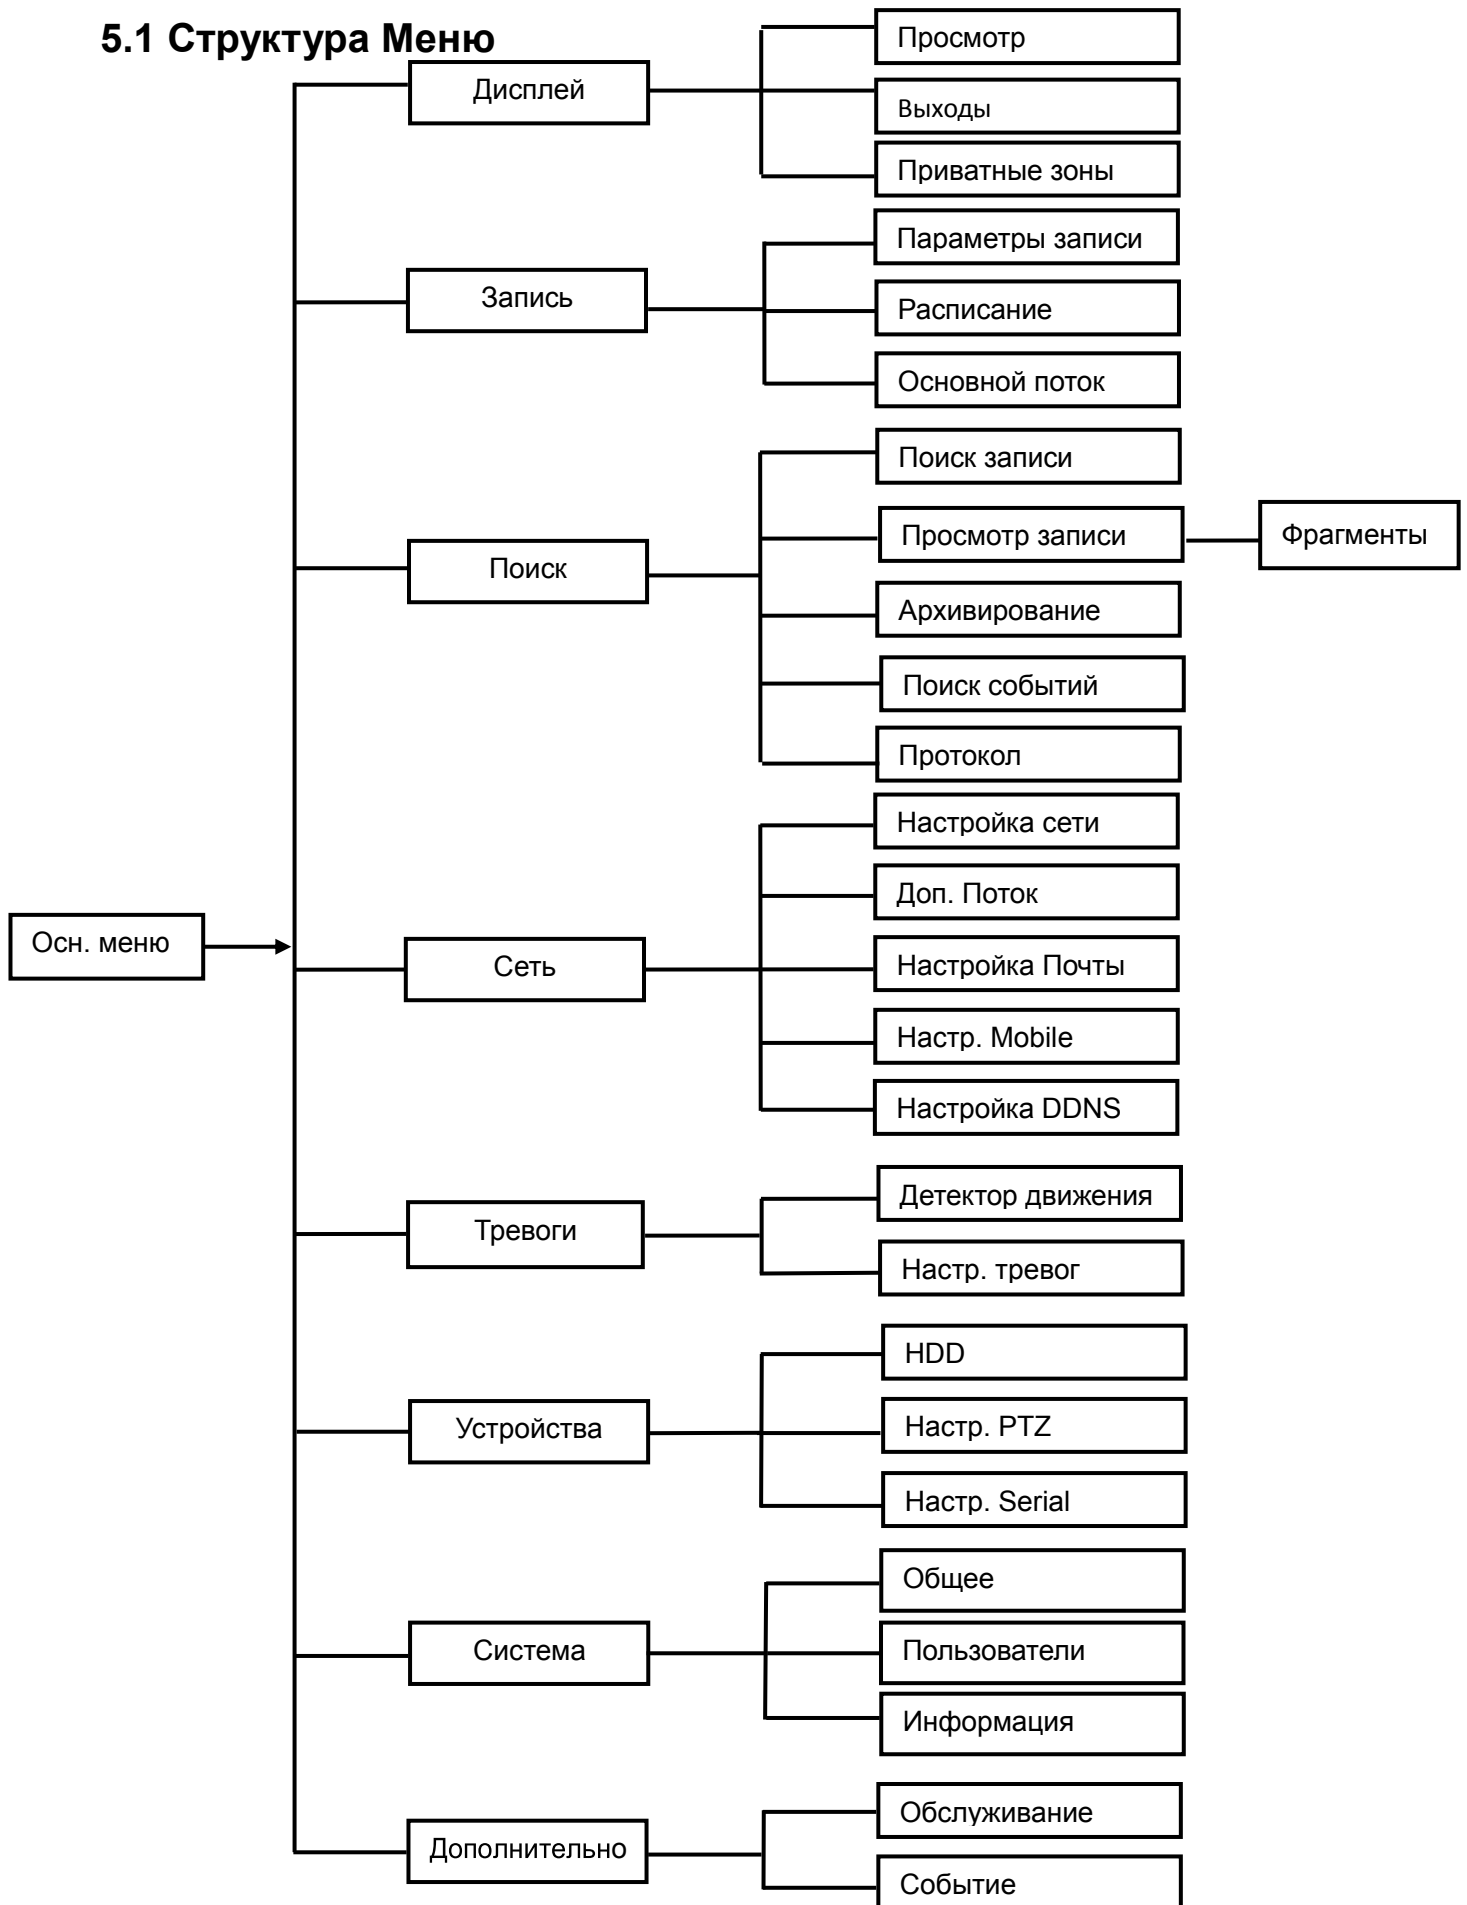 5.1 Структура Меню
Просмотр
Дисплей
Выходы
Приватные зоны
Параметры записи
Запись
Расписание
Основной поток
Поиск записи
Просмотр записи
Фрагменты
Поиск
Архивирование
Поиск событий
Протокол
Настройка сети
Доп. Поток
Осн. меню
Сеть
Настройка Почты
Настр. Mobile
Настройка DDNS
Детектор движения
Тревоги
Настр. тревог
HDD
Устройства
Настр. PTZ
Настр. Serial
Общее
Система
Пользователи
Информация
Обслуживание
Дополнительно
Событие